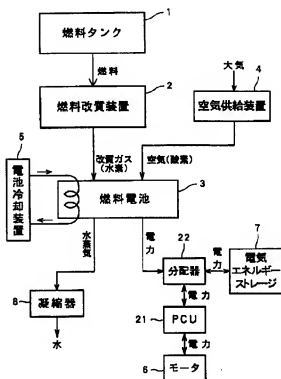 1
燃料タンク
燃料
2
燃料改質装置
大気
4
空気供給装置
5
電池冷却装置
改質ガス
(水素)
空気(酸素)
3
燃料電池
水蒸気
電力
22
分配器
電力
7
電気
エネルギー
ストレージ
8
凝縮器
水
電力
21
PCU
電力
6
モータ